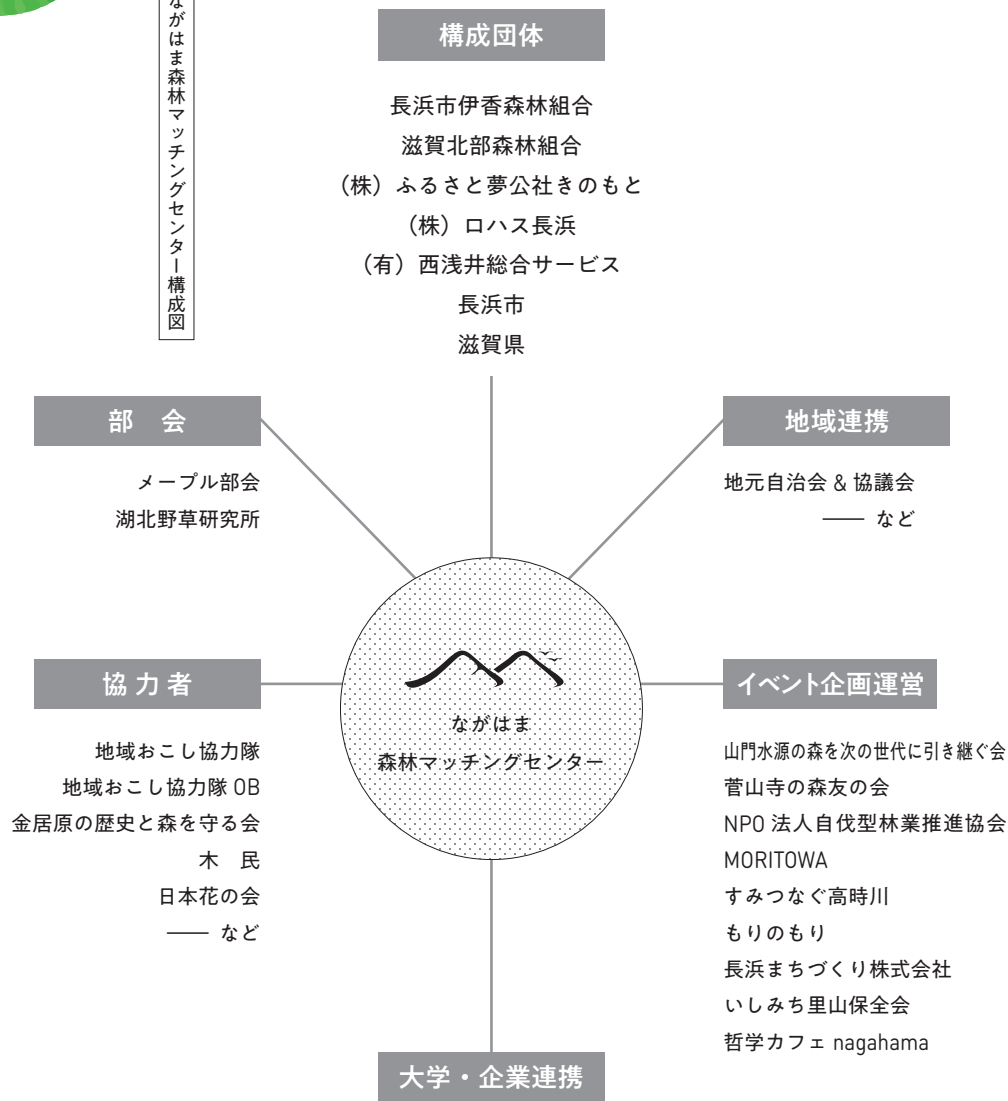 ながはま森林マッチングセンター構成図
構成団体
長浜市伊香森林組合
滋賀北部森林組合
（株）ふるさと夢公社きのもと
（株）ロハス長浜
（有）西浅井総合サービス
長浜市
滋賀県
部　会
メープル部会
湖北野草研究所
地域連携
地元自治会 & 協議会
―― など
ながはま
森林マッチングセンター
協 力 者
地域おこし協力隊
地域おこし協力隊 OB
金居原の歴史と森を守る会
木　民
日本花の会
―― など
イベント企画運営
山門水源の森を次の世代に引き継ぐ会
菅山寺の森友の会
NPO 法人自伐型林業推進協会
MORITOWA
すみつなぐ高時川
もりのもり
長浜まちづくり株式会社
いしみち里山保全会
哲学カフェ nagahama
大学・企業連携